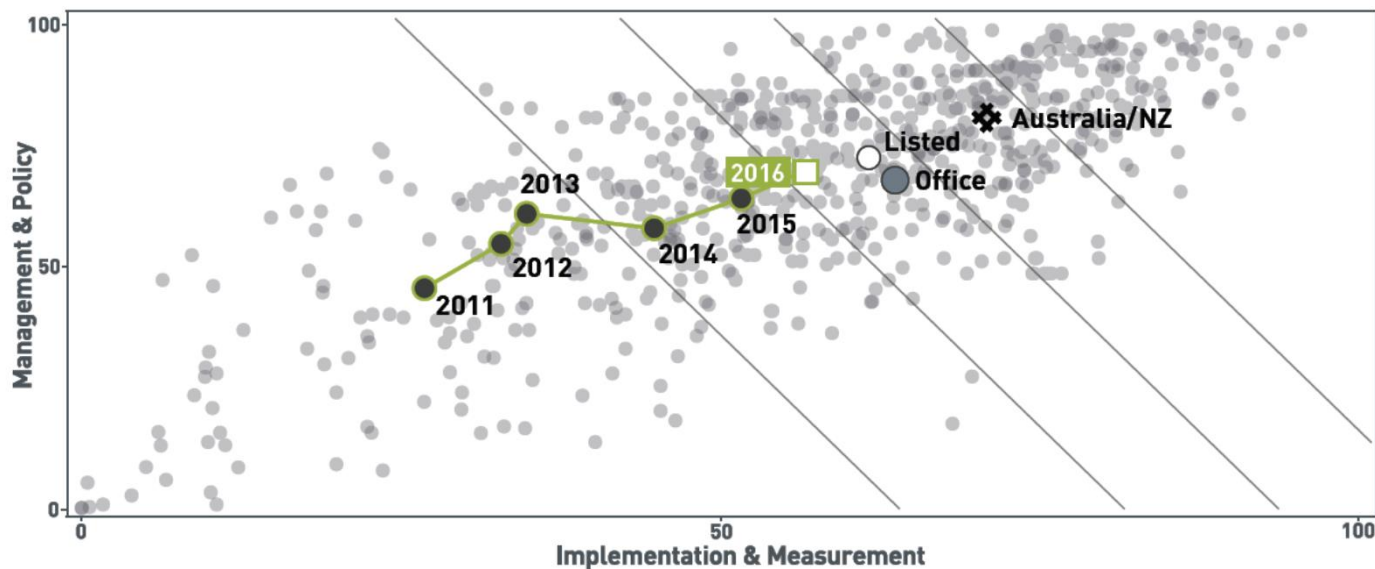 100
Australia/NZ
Listed
2016
Office
2013
2015
2014
2012
50
2011
Management & Policy
0
0
50
100
Implementation & Measurement